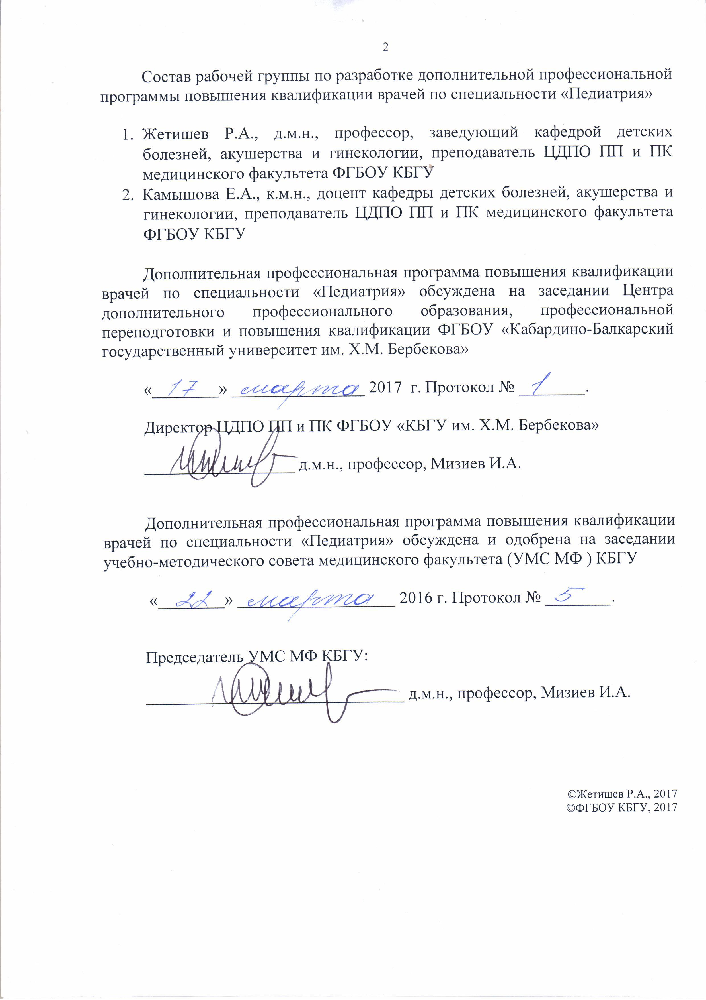 2
Состав рабочей группы по разработке дополнительной профессиональной
программы повышения квалификации врачей по специальности «Педиатрия»
1. Жетишев Р.А., д.м.н., профессор, заведующий кафедрой детских
болезней, акушерства и гинекологии, преподаватель ЦДПО ПП и ПК
медицинского факультета ФГБОУ КБГУ
2. Камышова Е.А., к.м.н., доцент кафедры детских болезней, акушерства и
гинекологии, преподаватель ЦДПО ПП и ПК медицинского факультета
ФГБОУ КБГУ
Дополнительная профессиональная программа повышения квалификации
врачей по специальности «Педиатрия» обсуждена на заседании Центра
дополнительного профессионального образования, профессиональной
переподготовки и повышения квалификации ФГБОУ «Кабардино-Балкарский
государственный университет им. Х.М. Бербекова»
«17» марта 2017 г. Протокол № 1.
Директор ЦДПО ПП и ПК ФГБОУ «КБГУ им. Х.М. Бербекова»
д.м.н., профессор, Мизиев И.А.
Дополнительная профессиональная программа повышения квалификации
врачей по специальности «Педиатрия» обсуждена и одобрена на заседании
учебно-методического совета медицинского факультета (УМС МФ ) КБГУ
«22» марта 2016 г. Протокол № 5.
Председатель УМС МФ КБГУ:
д.м.н., профессор, Мизиев И.А.
©Жетишев Р.А., 2017
©ФГБОУ КБГУ, 2017